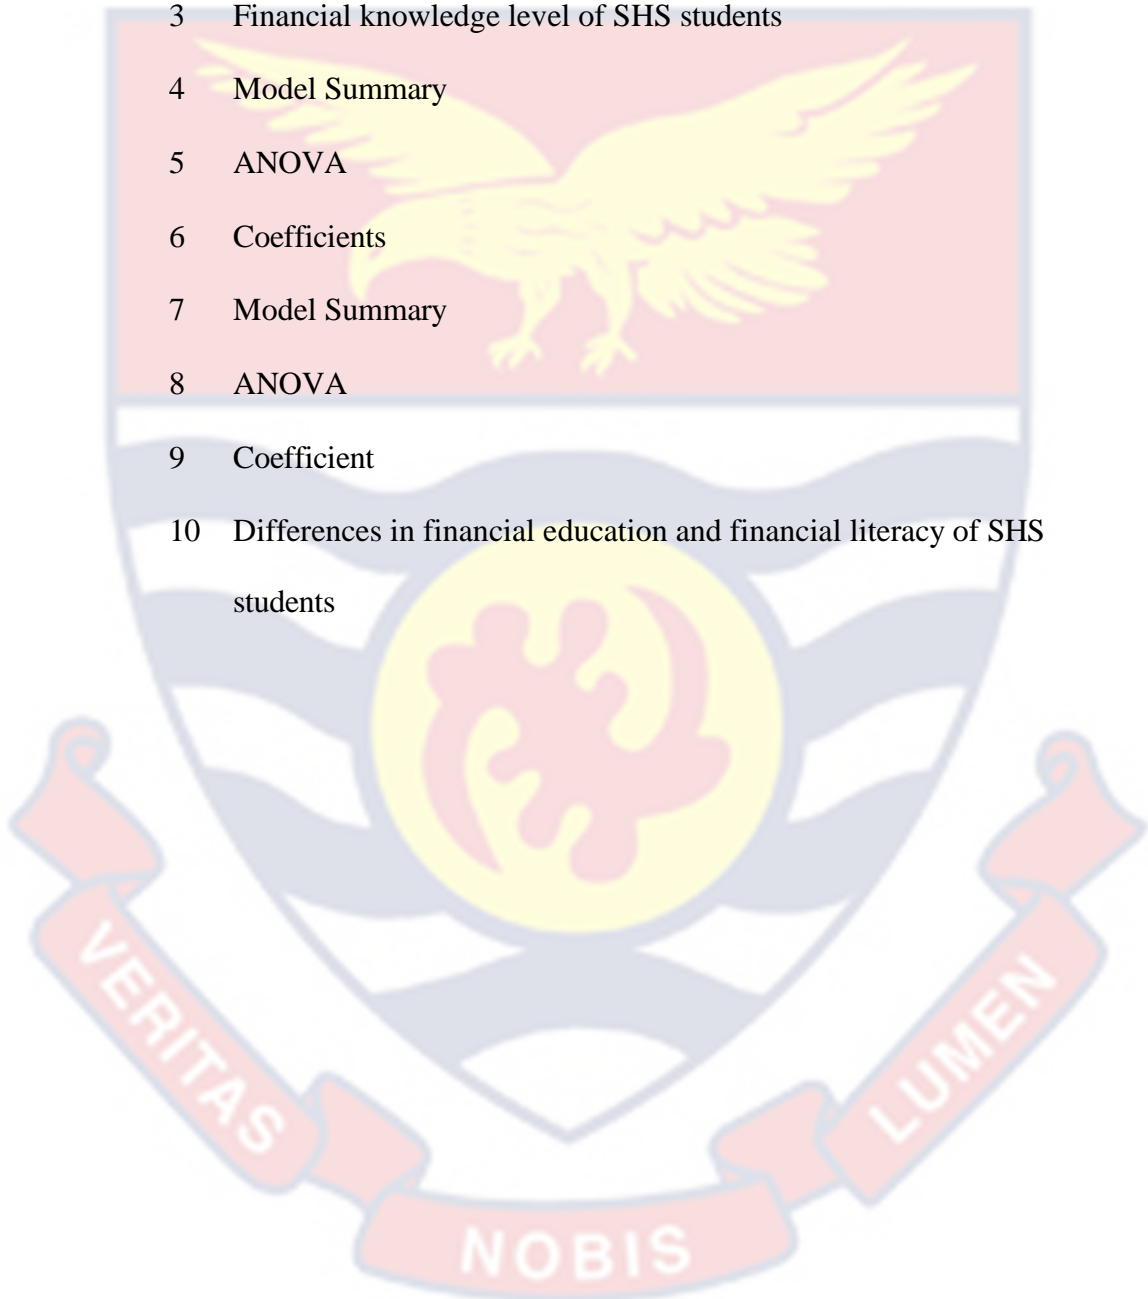 3 Financial knowledge level of SHS students
4 Model Summary
5 ANOVA
6 Coefficients
7 Model Summary
8 ANOVA
9 Coefficient
10 Differences in financial education and financial literacy of SHS
students
VERITAS
NOBIS
LUMEN